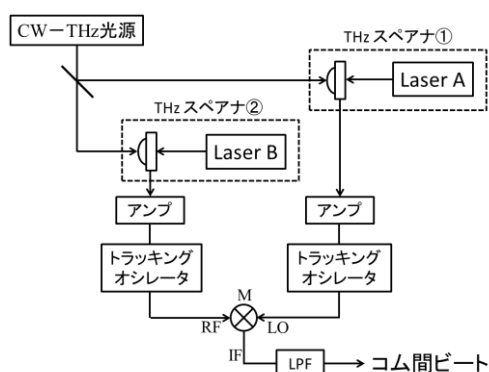 CW－THz光源
THz スペアナ①
Laser A
THz スペアナ②
Laser B
アンプ
アンプ
トラッキング
オシレータ
トラッキング
オシレータ
M
RF
LO
IF
LPF
コム間ビート